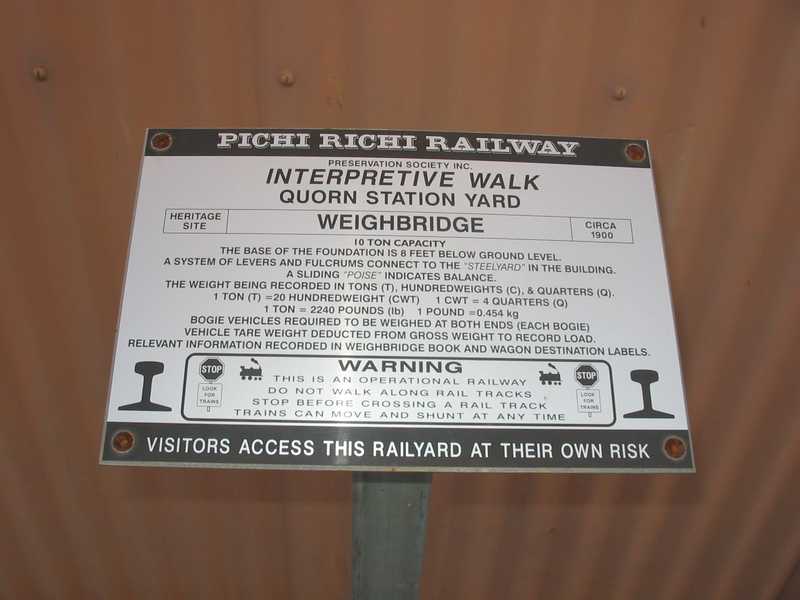 PICHI RICHI RAILWAY
PRESERVATION SOCIETY INC.
INTERPRETIVE WALK
QUORN STATION YARD
HERITAGE SITE WEIGHBRIDGE CIRCA 1900
10 TON CAPACITY
THE BASE OF THE FOUNDATION IS 8 FEET BELOW GROUND LEVEL.
A SYSTEM OF LEVERS AND FULCRUMS CONNECT TO THE "STEELYARD" IN THE BUILDING.
A SLIDING "POISE" INDICATES BALANCE.
THE WEIGHT BEING RECORDED IN TONS (T), HUNDREDWEIGHTS (C), & QUARTERS (Q).
1 TON (T) =20 HUNDREDWEIGHT (CWT) 1 CWT = 4 QUARTERS (Q)
1 TON = 2240 POUNDS (lb) 1 POUND =0.454 kg
BOGIE VEHICLES REQUIRED TO BE WEIGHED AT BOTH ENDS (EACH BOGIE)
VEHICLE TARE WEIGHT DEDUCTED FROM GROSS WEIGHT TO RECORD LOAD.
RELEVANT INFORMATION RECORDED IN WEIGHBRIDGE BOOK AND WAGON DESTINATION LABELS.
WARNING
STOP
LOOK
FOR
TRAINS
THIS IS AN OPERATIONAL RAILWAY
DO NOT WALK ALONG RAIL TRACKS
STOP BEFORE CROSSING A RAIL TRACK
TRAINS CAN MOVE AND SHUNT AT ANY TIME
STOP
LOOK
FOR
TRAINS
VISITORS ACCESS THIS RAILYARD AT THEIR OWN RISK